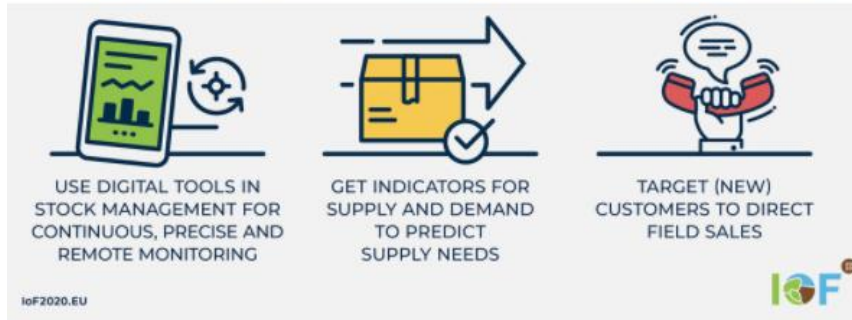 USE DIGITAL TOOLS IN
STOCK MANAGEMENT FOR
CONTINUOUS, PRECISE AND
REMOTE MONITORING
GET INDICATORS FOR
SUPPLY AND DEMAND
TO PREDICT
SUPPLY NEEDS
TARGET (NEW)
CUSTOMERS TO DIRECT
FIELD SALES
IoF2020.EU
IoF